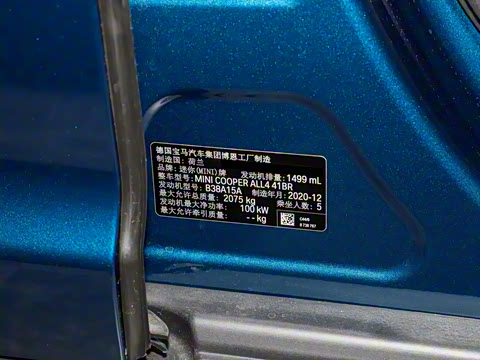 德国宝马汽车集团博恩工厂制造
制造国：荷兰
品牌：迷你(MINI)牌 发动机排量：1499 mL
整车型号：MINI COOPER ALL4 41BR
发动机型号：B38A15A 制造年月：2020-12
最大允许总质量：2075 kg 乘坐人数：5
发动机最大净功率：100 kW
最大允许牵引质量：--kg